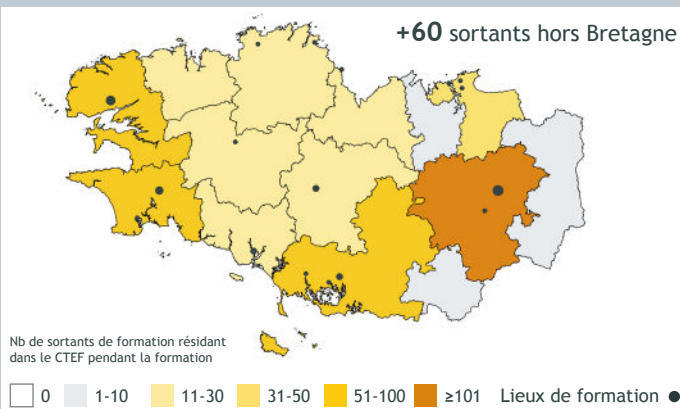 +60 sortants hors Bretagne
Nb de sortants de formation résidant
dans le CTEF pendant la formation
0 1-10 11-30 31-50 51-100 ≥101 Lieux de formation